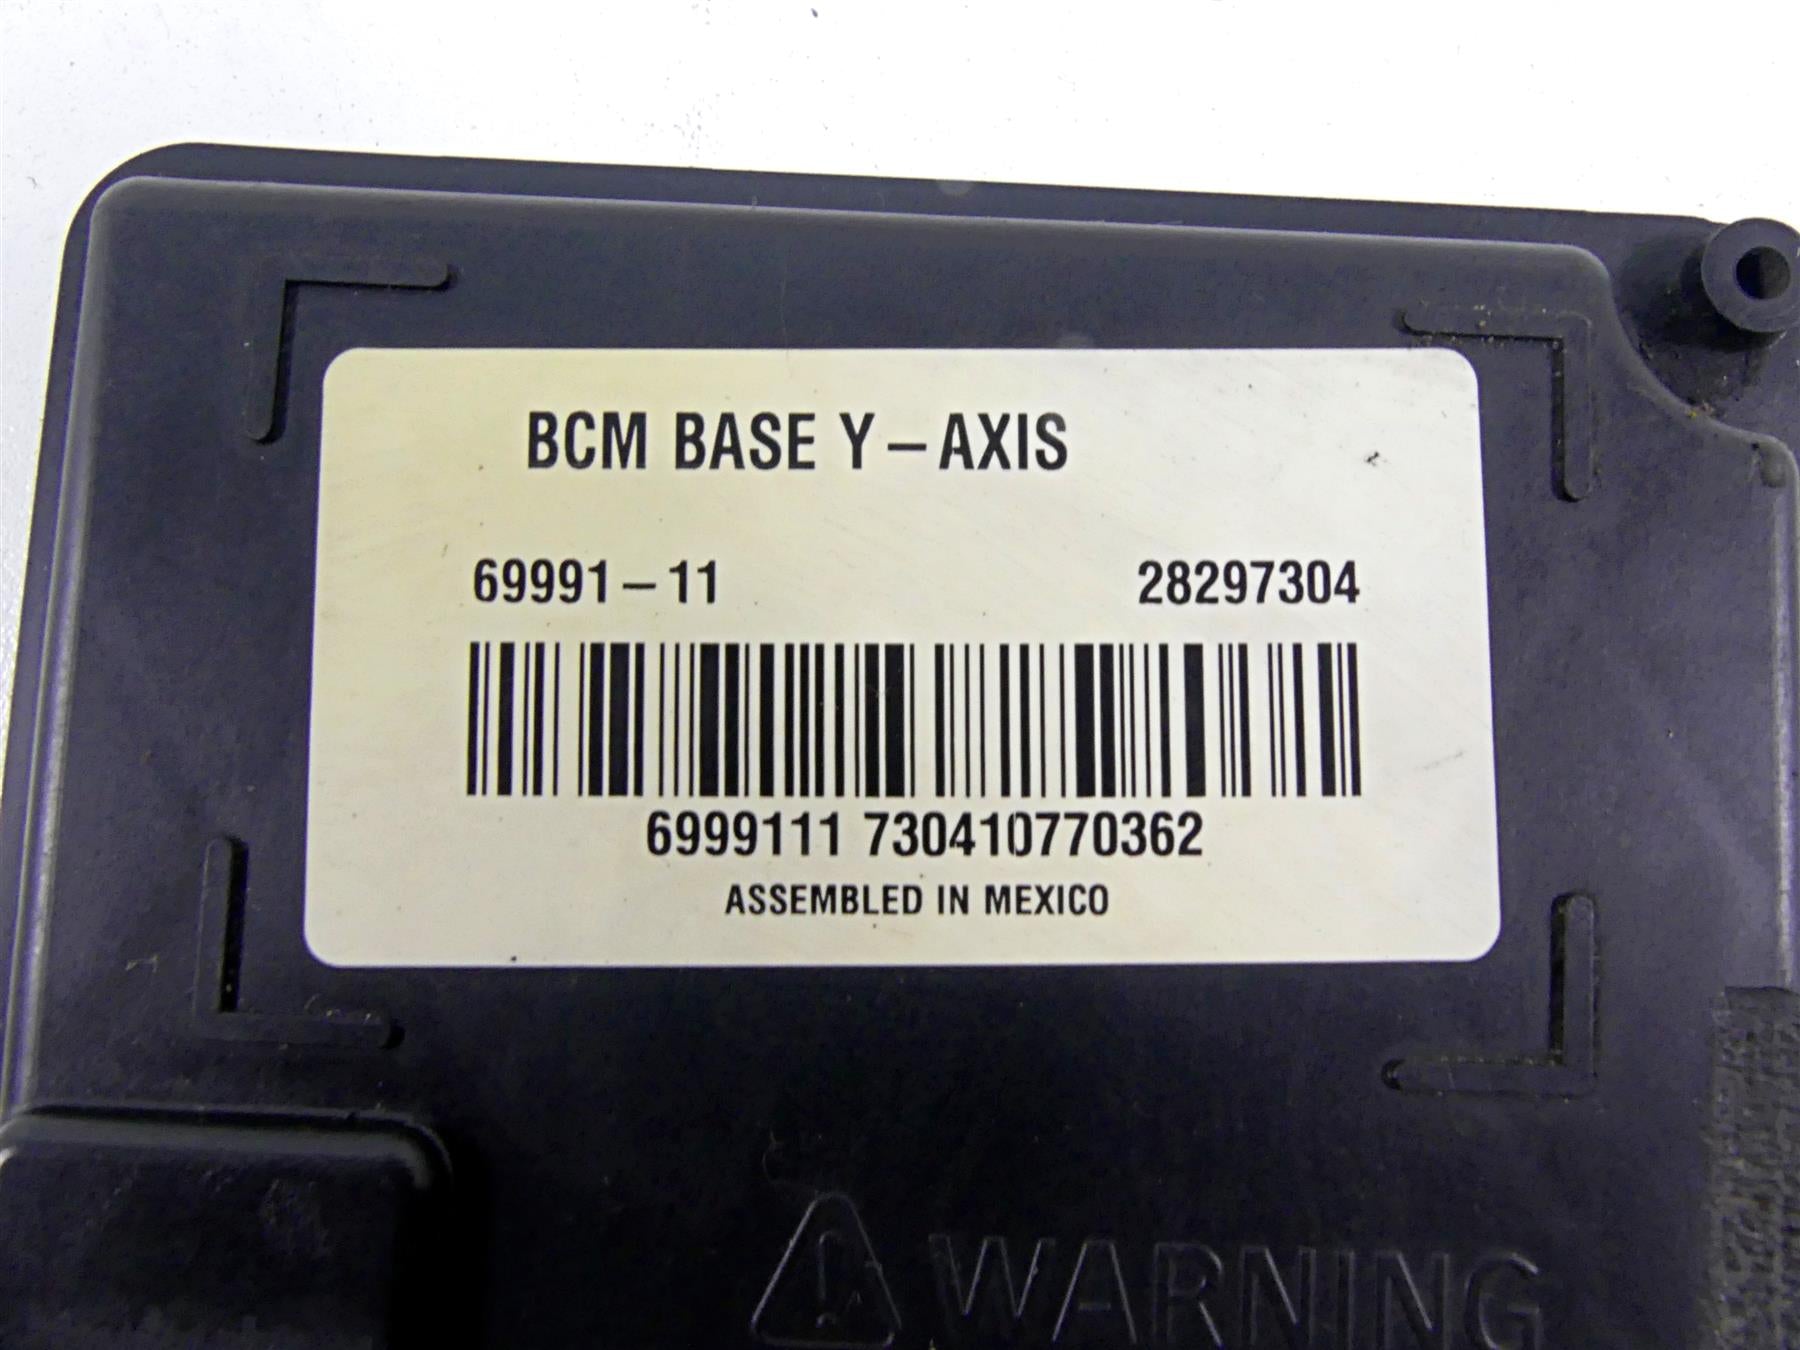 BCM BASE Y-AXIS
69991-11 28297304
6999111 730410770362
ASSEMBLED IN MEXICO
WARNING